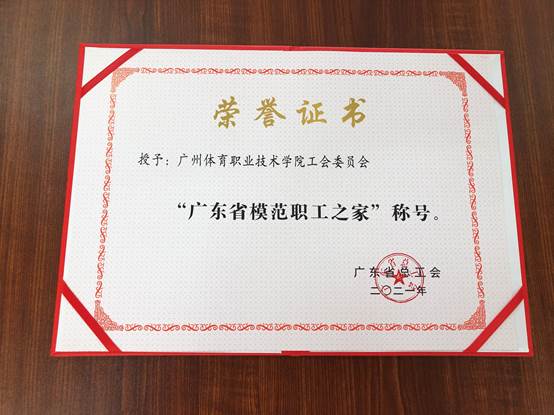 荣誉证书
授予：广州体育职业技术学院工会委员会
“广东省模范职工之家”称号。
广东省总工会
二〇二一年